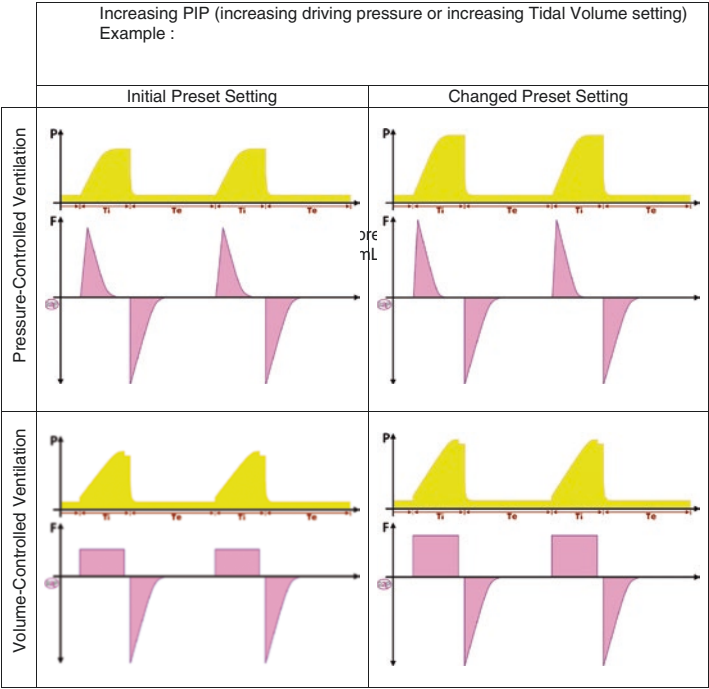 Increasing PIP (increasing driving pressure or increasing Tidal Volume setting)
Example :
Initial Preset Setting
Changed Preset Setting
Pressure-Controlled Ventilation
P
Ti Te Ti Te
F
P
Ti Te Ti Te
F
Volume-Controlled Ventilation
P
Ti Te Ti Te
F
P
Ti Te Ti Te
F